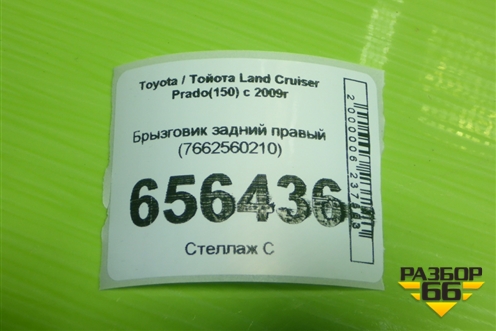 Toyota / Тойота Land Cruiser
Prado(150) с 2009г
Брызговик задний правый
(7662560210)
656436
Стеллаж С
РАЗБОР
66